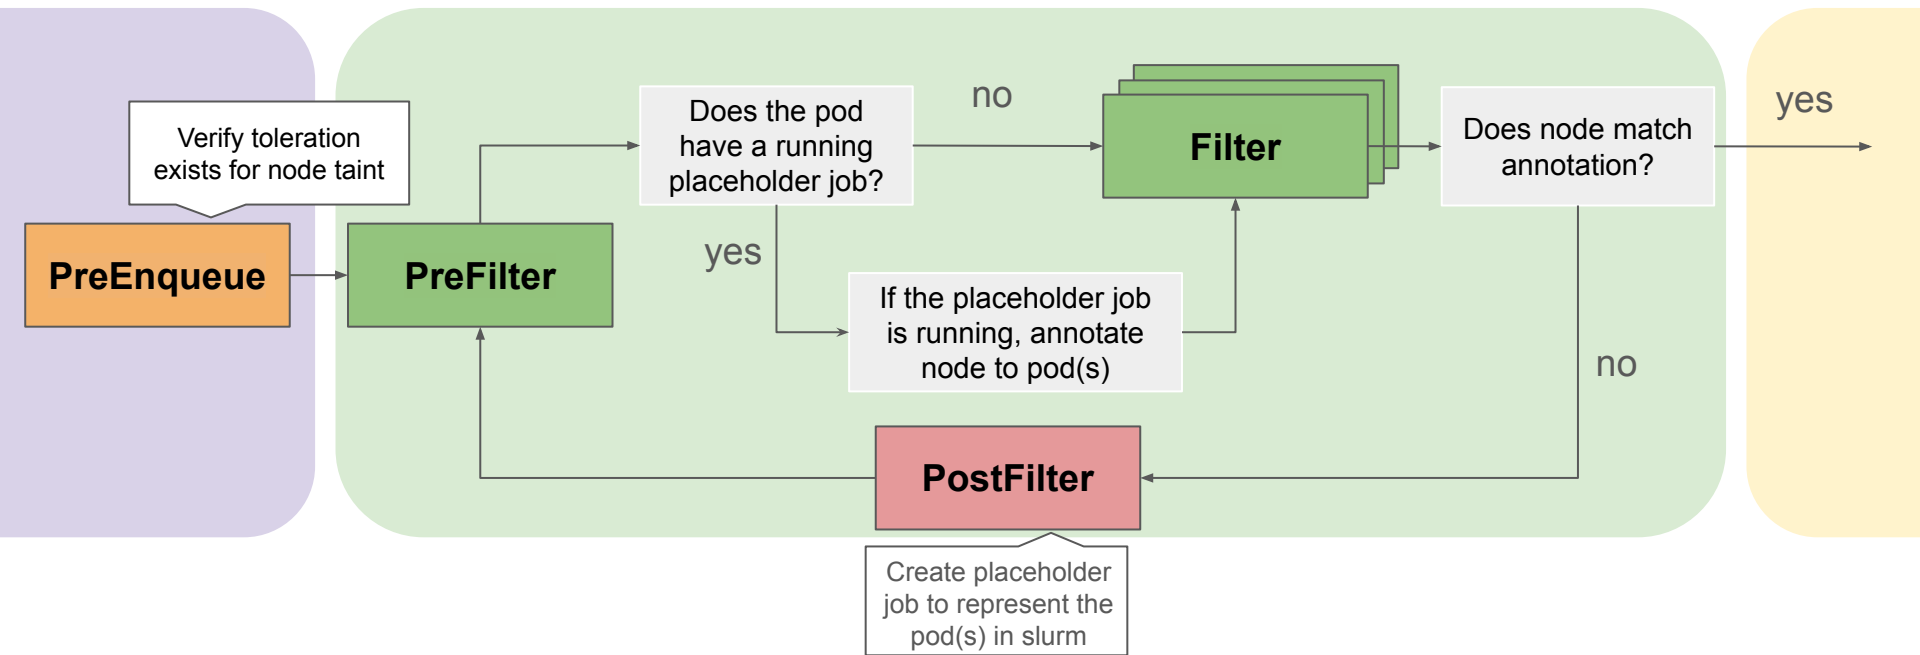 Verify toleration
exists for node taint
PreEnqueue
PreFilter
Does the pod
have a running
placeholder job?
no
yes
If the placeholder job
is running, annotate
node to pod(s)
Filter
Does node match
annotation?
yes
no
PostFilter
Create placeholder
job to represent the
pod(s) in slurm